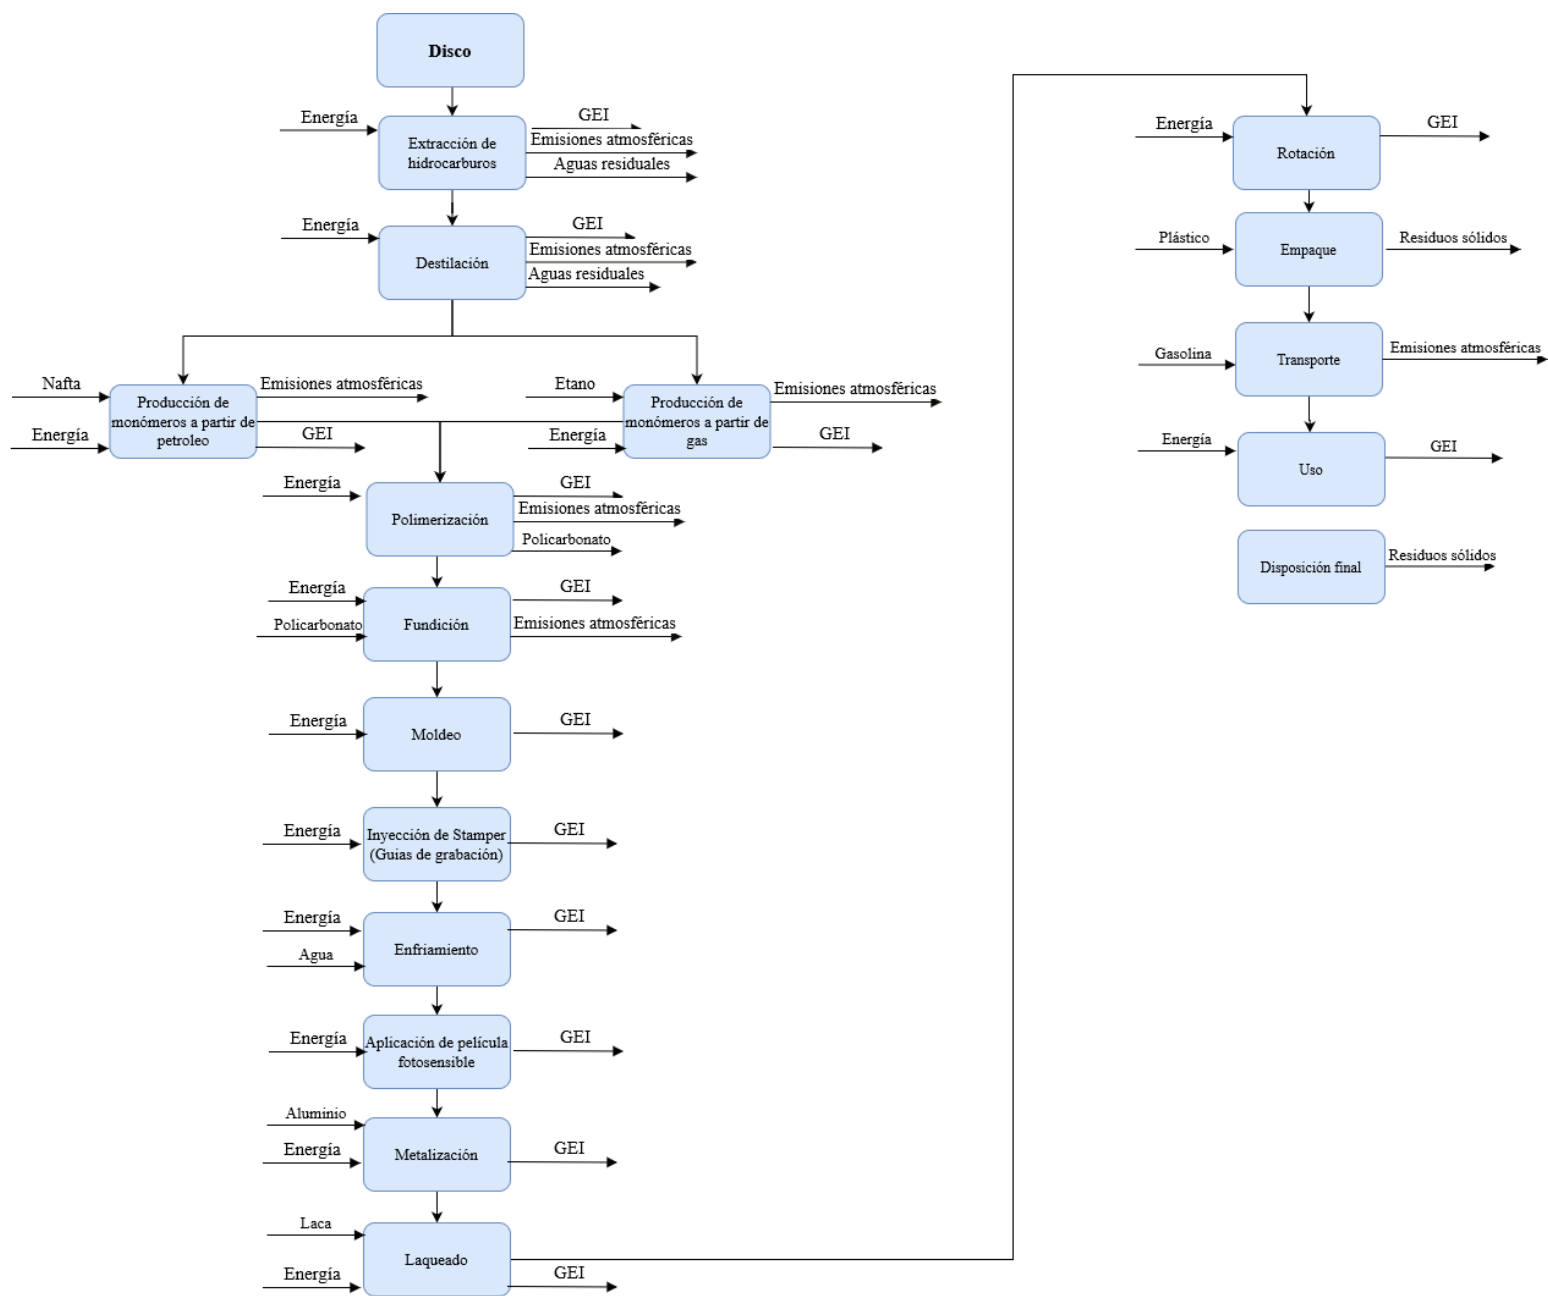 Disco
Energía
GEI
Extracción de
hidrocarburos
Emisiones atmosféricas
Aguas residuales
Energía
GEI
Destilación
Emisiones atmosféricas
Aguas residuales
Nafta
Emisiones atmosféricas
Producción de
monómeros a partir de
petroleo
Energía
GEI
Etano
Emisiones atmosféricas
Producción de
monómeros a partir de
gas
Energía
GEI
Energía
GEI
Polimerización
Emisiones atmosféricas
Policarbonato
Energía
GEI
Policarbonato
Fundición
Emisiones atmosféricas
Energía
Moldeo
GEI
Energía
Inyección de Stamper
(Guias de grabación)
GEI
Energía
GEI
Enfriamiento
Agua
Energía
Aplicación de película
fotosensible
GEI
Aluminio
Energía
Metalización
GEI
Laca
Laqueado
Energía
GEI
Energía
GEI
Rotación
Plástico
Residuos sólidos
Empaque
Gasolina
Emisiones atmosféricas
Transporte
Energía
GEI
Uso
Disposición final
Residuos sólidos